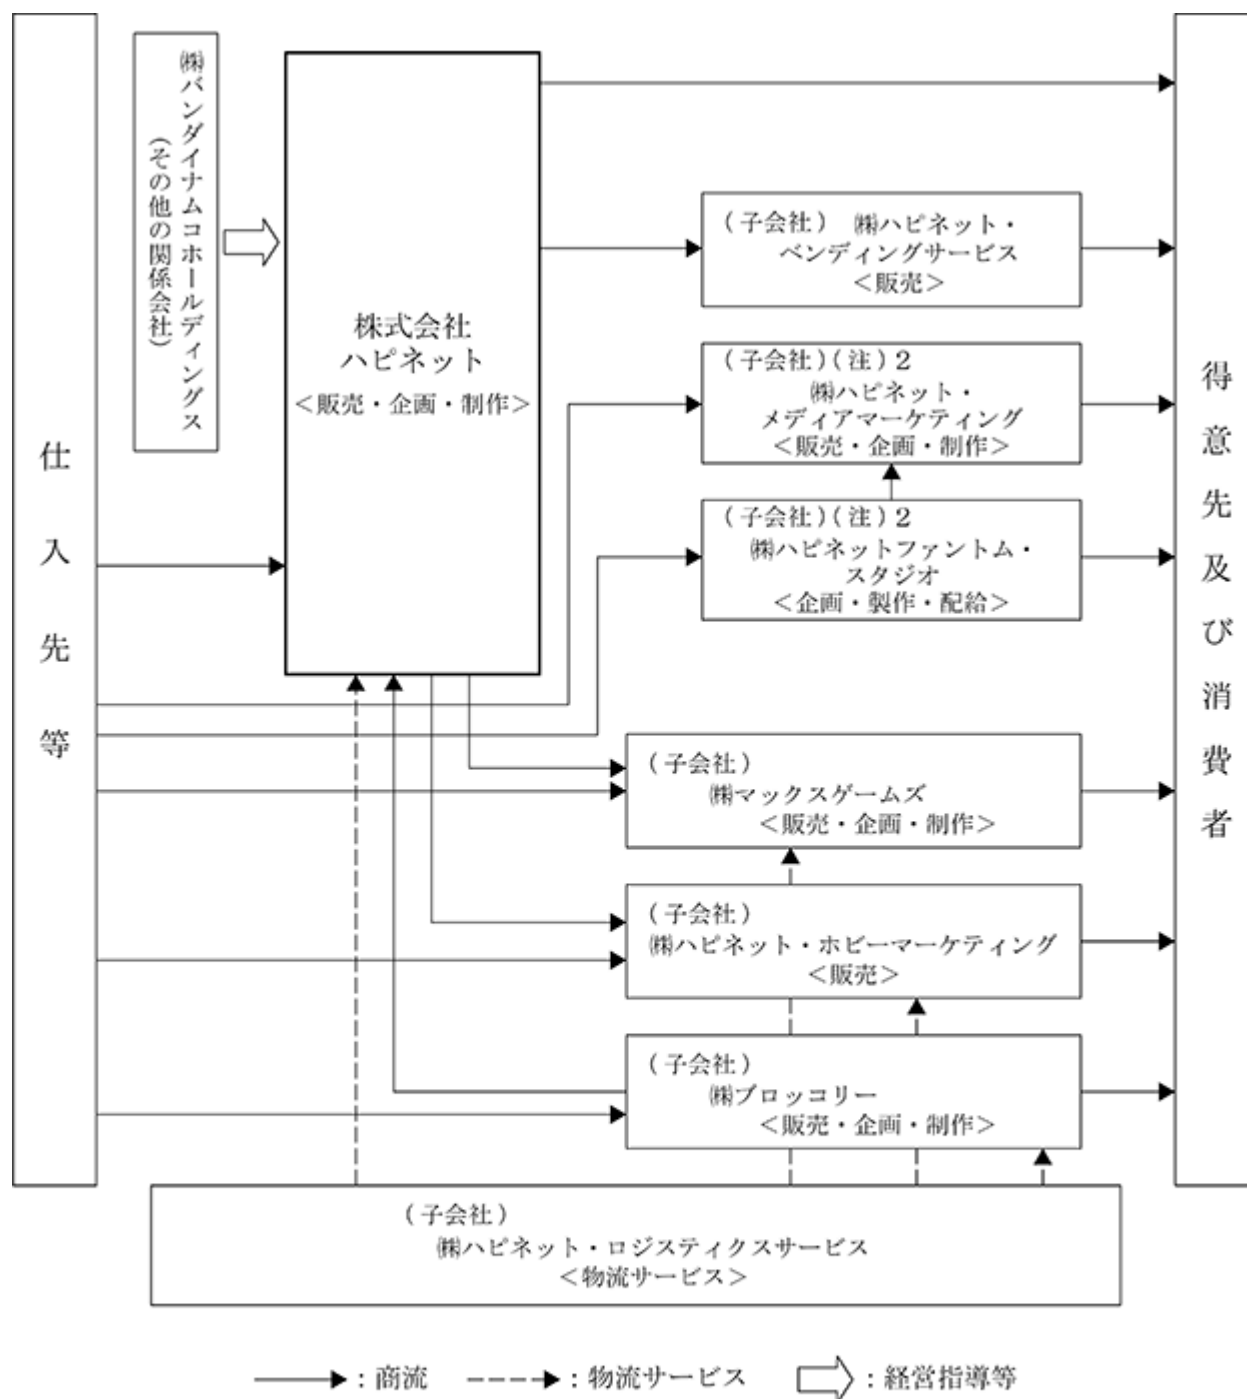 仕入先等
㈱バンダイナムコホールディングス
(その他の関係会社)
株式会社
ハピネット
＜販売・企画・制作＞
(子会社) ㈱ハピネット・
ベンディングサービス
＜販売＞
(子会社)(注)２
㈱ハピネット・
メディアマーケティング
＜販売・企画・制作＞
(子会社)(注)２
㈱ハピネットファントム・
スタジオ
＜企画・製作・配給＞
(子会社)
㈱マックスゲームズ
＜販売・企画・制作＞
(子会社)
㈱ハピネット・ホビーマーケティング
＜販売＞
(子会社)
㈱ブロッコリー
＜販売・企画・制作＞
(子会社)
㈱ハピネット・ロジスティクスサービス
＜物流サービス＞
得意先及び消費者
：商流
：物流サービス
：経営指導等